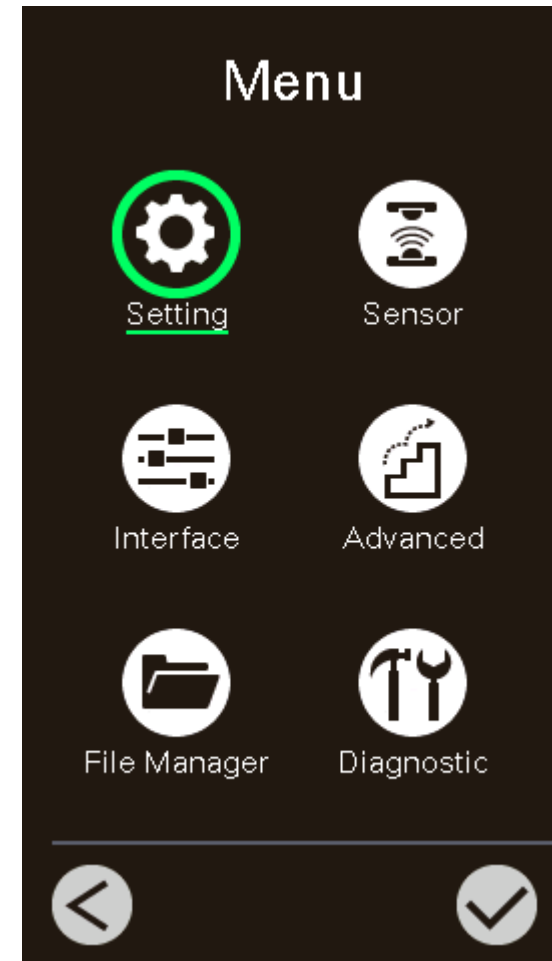 Menu
Setting
Sensor
Interface
Advanced
File Manager
Diagnostic